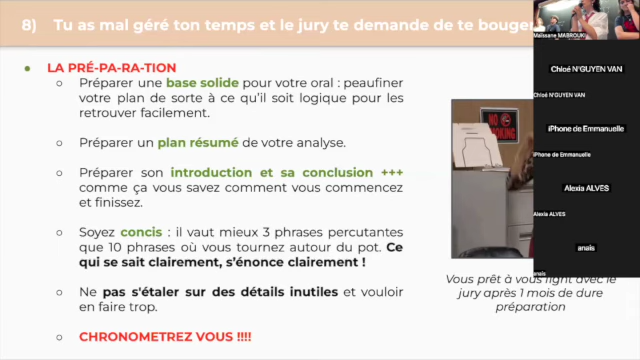 8) Tu as mal géré ton temps et le jury te demande de te bouger
Maïssane MABROUKI
LA PRÉ-PA-RA-TION
Préparer une base solide pour votre oral : peaufiner
votre plan de sorte à ce qu'il soit logique pour les
retrouver facilement.
Préparer un plan résumé de votre analyse.
Préparer son introduction et sa conclusion +++
comme ça vous savez comment vous commencez
et finissez.
Soyez concis : il vaut mieux 3 phrases percutantes
que 10 phrases où vous tournez autour du pot. Ce
qui se sait clairement, s'énonce clairement !
Ne pas s'étaler sur des détails inutiles et vouloir
en faire trop.
CHRONOMETREZ VOUS !!!!
NO
SMOKING
Vous prêt à vous fight avec le
jury après 1 mois de dure
préparation
Chloé N'GUYEN VAN
Chloé N'GUYEN VAN
iPhone de Emmanuelle
iPhone de Emmanuelle
Alexia ALVES
Alexia ALVES
anais
anais